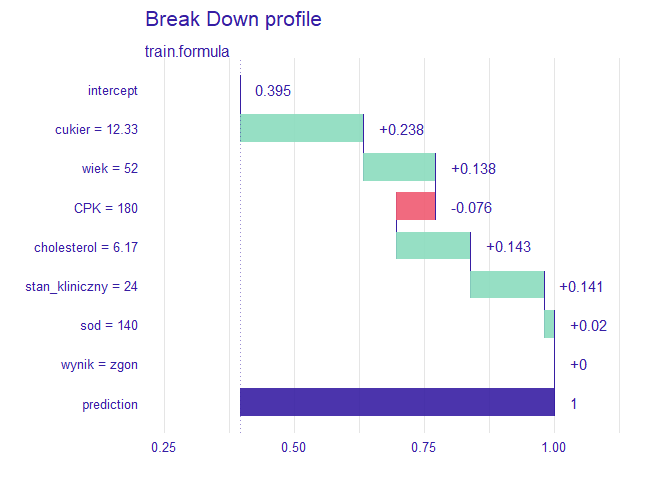 Break Down profile
train.formula
intercept 0.395
cukier = 12.33 +0.238
wiek = 52 +0.138
CPK = 180 -0.076
cholesterol = 6.17 +0.143
stan_kliniczny = 24 +0.141
sod = 140 +0.02
wynik = zgon +0
prediction 1
0.25 0.50 0.75 1.00